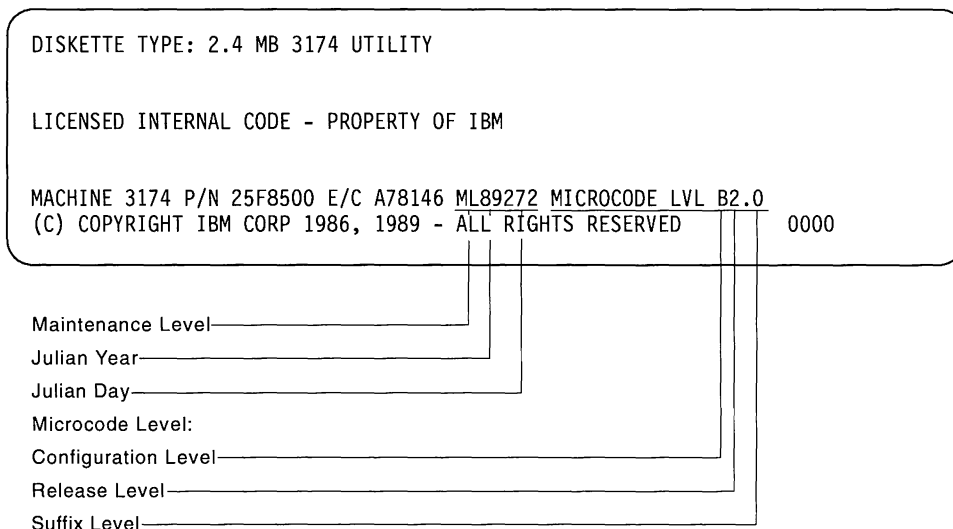 DISKETTE TYPE: 2.4 MB 3174 UTILITY
LICENSED INTERNAL CODE - PROPERTY OF IBM
MACHINE 3174 P/N 25F8500 E/C A78146 ML89272 MICROCODE LVL B2.0
(C) COPYRIGHT IBM CORP 1986, 1989 - ALL RIGHTS RESERVED 0000
Maintenance Level
Julian Year
Julian Day
Microcode Level:
Configuration Level
Release Level
Suffix Level